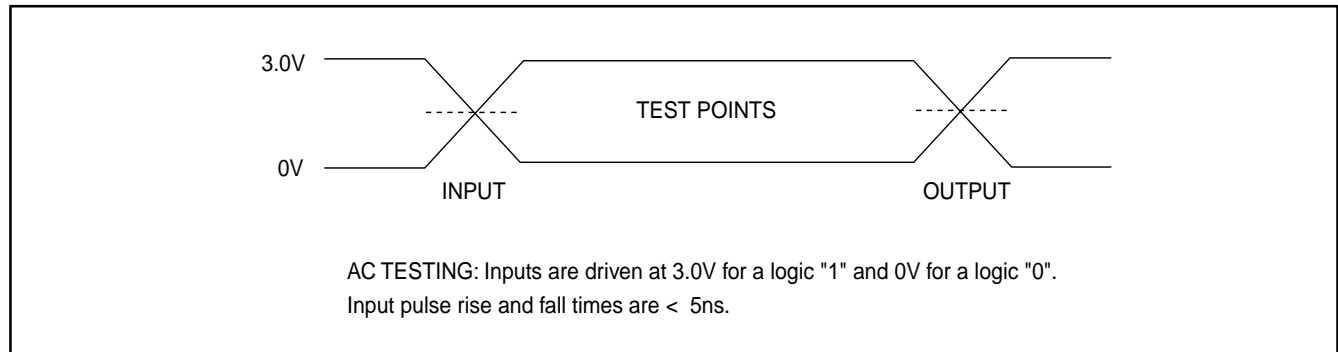 3.0V
TEST POINTS
0V
INPUT
OUTPUT
AC TESTING: Inputs are driven at 3.0V for a logic "1" and 0V for a logic "0".
Input pulse rise and fall times are < 5ns.